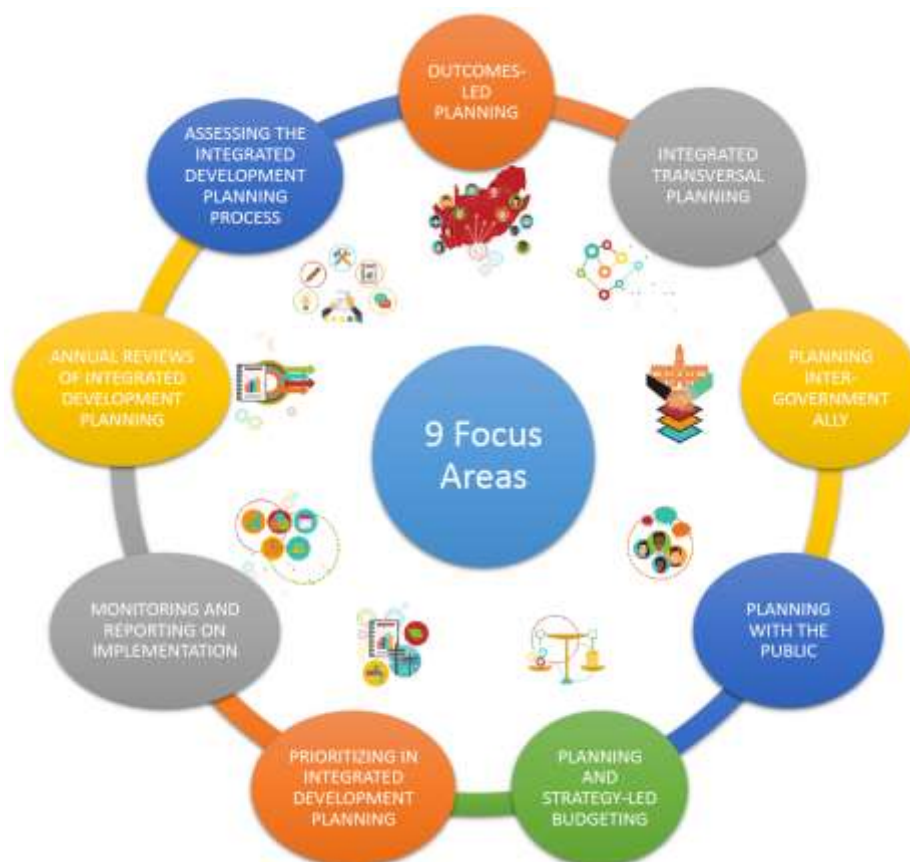 OUTCOMES-
LED
PLANNING
INTEGRATED
TRANSVERSAL
PLANNING
PLANNING
INTER-
GOVERNMENT
ALLY
PLANNING
WITH THE
PUBLIC
PLANNING
AND
STRATEGY-LED
BUDGETING
PRIORITIZING IN
INTEGRATED
DEVELOPMENT
PLANNING
MONITORING AND
REPORTING ON
IMPLEMENTATION
ANNUAL REVIEWS
OF INTEGRATED
DEVELOPMENT
PLANNING
ASSESSING THE
INTEGRATED
DEVELOPMENT
PLANNING
PROCESS
9 Focus
Areas